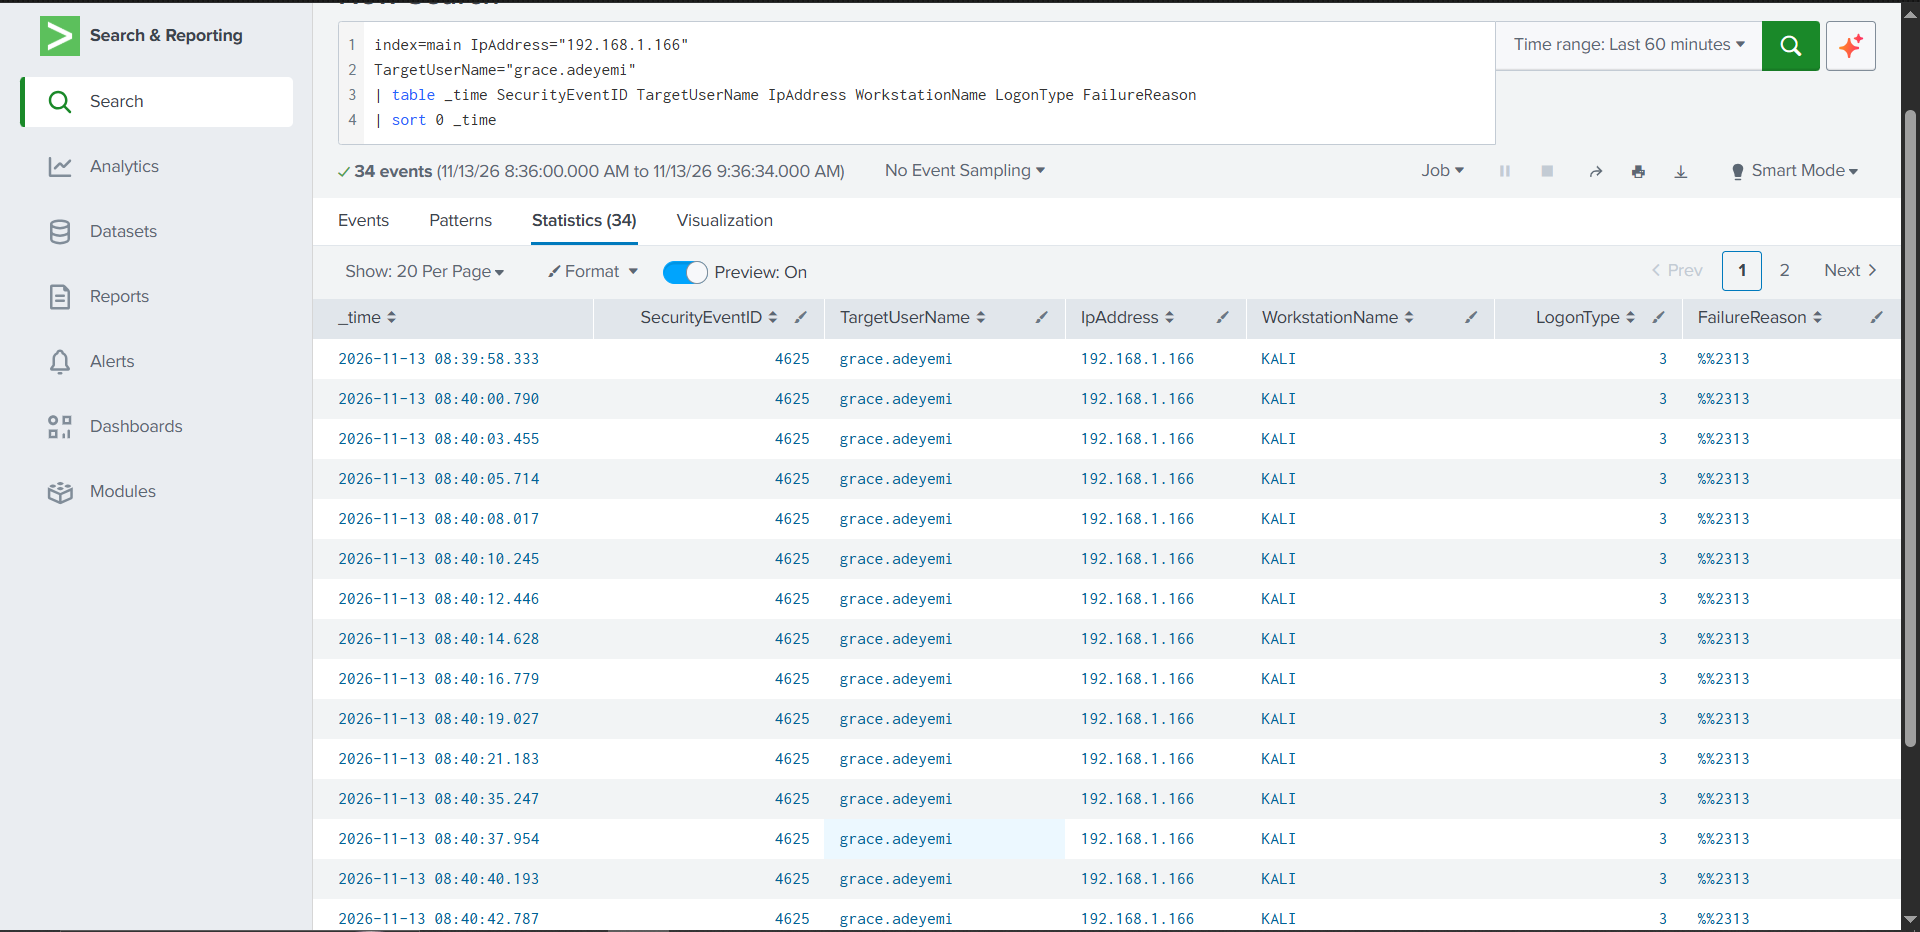 Search & Reporting
Search
Analytics
Datasets
Reports
Alerts
Dashboards
Modules
1 index=main IpAddress="192.168.1.166"
2 TargetUserName="grace.adeyemi"
3 | table _time SecurityEventID TargetUserName IpAddress WorkstationName LogonType FailureReason
4 | sort 0 _time
Time range: Last 60 minutes
34 events (11/13/26 8:36:00.000 AM to 11/13/26 9:36:34.000 AM) No Event Sampling Job Smart Mode
Events Patterns Statistics (34) Visualization
Show: 20 Per Page Format Preview: On < Prev 1 2 Next >
_time SecurityEventID TargetUserName IpAddress WorkstationName LogonType FailureReason
2026-11-13 08:39:58.333 4625 grace.adeyemi 192.168.1.166 KALI 3 %%2313
2026-11-13 08:40:00.790 4625 grace.adeyemi 192.168.1.166 KALI 3 %%2313
2026-11-13 08:40:03.455 4625 grace.adeyemi 192.168.1.166 KALI 3 %%2313
2026-11-13 08:40:05.714 4625 grace.adeyemi 192.168.1.166 KALI 3 %%2313
2026-11-13 08:40:08.017 4625 grace.adeyemi 192.168.1.166 KALI 3 %%2313
2026-11-13 08:40:10.245 4625 grace.adeyemi 192.168.1.166 KALI 3 %%2313
2026-11-13 08:40:12.446 4625 grace.adeyemi 192.168.1.166 KALI 3 %%2313
2026-11-13 08:40:14.628 4625 grace.adeyemi 192.168.1.166 KALI 3 %%2313
2026-11-13 08:40:16.779 4625 grace.adeyemi 192.168.1.166 KALI 3 %%2313
2026-11-13 08:40:19.027 4625 grace.adeyemi 192.168.1.166 KALI 3 %%2313
2026-11-13 08:40:21.183 4625 grace.adeyemi 192.168.1.166 KALI 3 %%2313
2026-11-13 08:40:35.247 4625 grace.adeyemi 192.168.1.166 KALI 3 %%2313
2026-11-13 08:40:37.954 4625 grace.adeyemi 192.168.1.166 KALI 3 %%2313
2026-11-13 08:40:40.193 4625 grace.adeyemi 192.168.1.166 KALI 3 %%2313
2026-11-13 08:40:42.787 4625 grace.adeyemi 192.168.1.166 KALI 3 %%2313